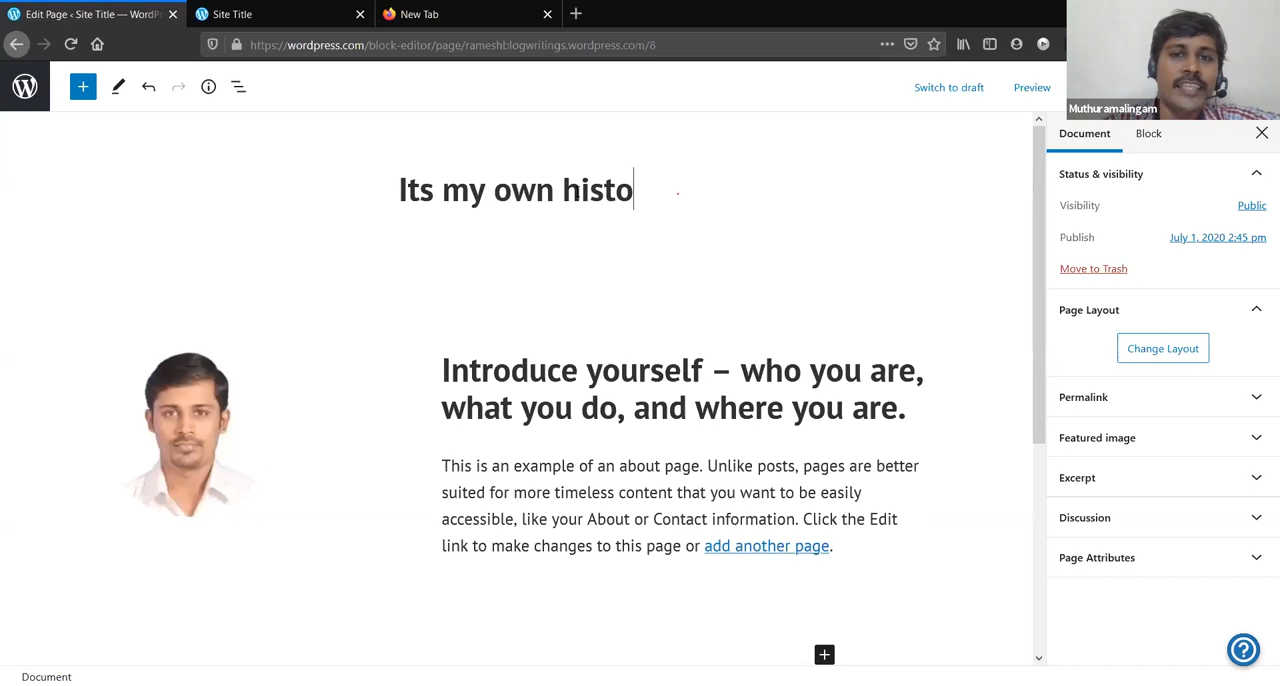 Edit Page ‹ Site Title — WordP
Site Title
New Tab
https://wordpress.com/block-editor/page/rameshblogwritings.wordpress.com/8
Switch to draft
Preview
Muthuramalingam
Document
Block
Its my own histo
Status & visibility
Visibility
Public
Publish
July 1, 2020 2:45 pm
Move to Trash
Page Layout
Change Layout
Introduce yourself – who you are,
what you do, and where you are.
Permalink
Featured image
This is an example of an about page. Unlike posts, pages are better
suited for more timeless content that you want to be easily
accessible, like your About or Contact information. Click the Edit
link to make changes to this page or add another page.
Excerpt
Discussion
Page Attributes
Document